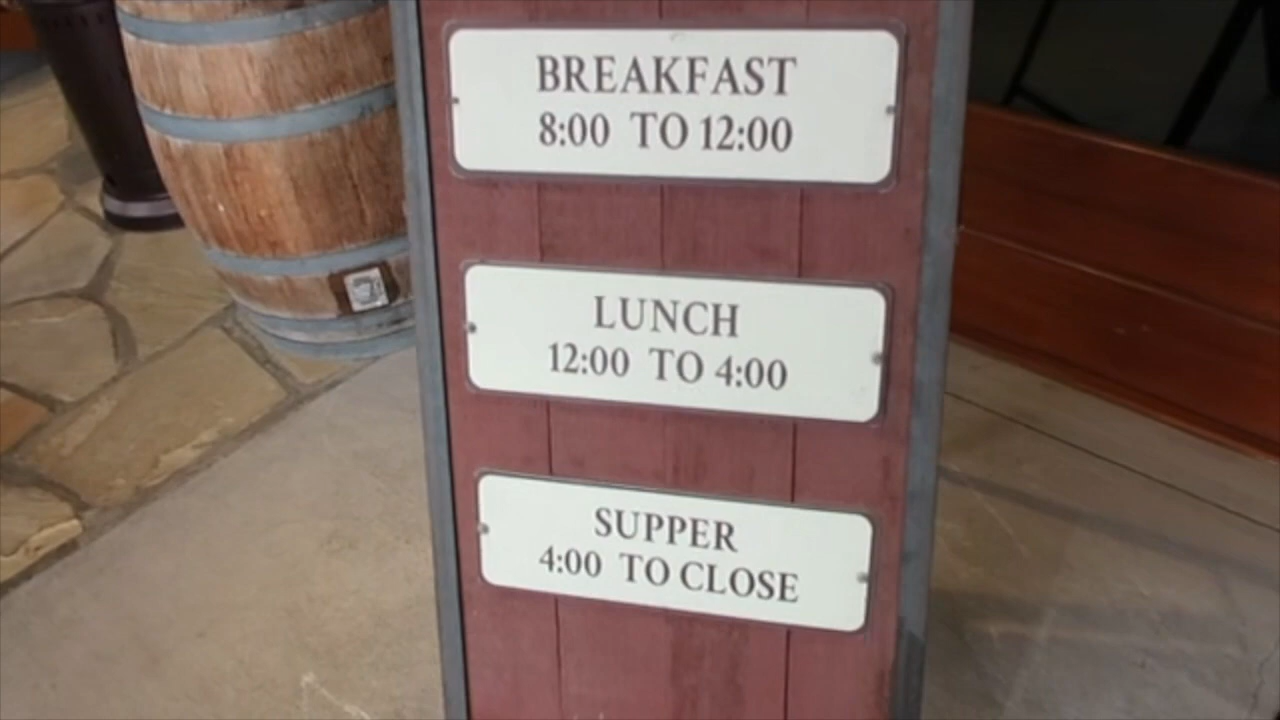 BREAKFAST
8:00 TO 12:00
LUNCH
12:00 TO 4:00
SUPPER
4:00 TO CLOSE